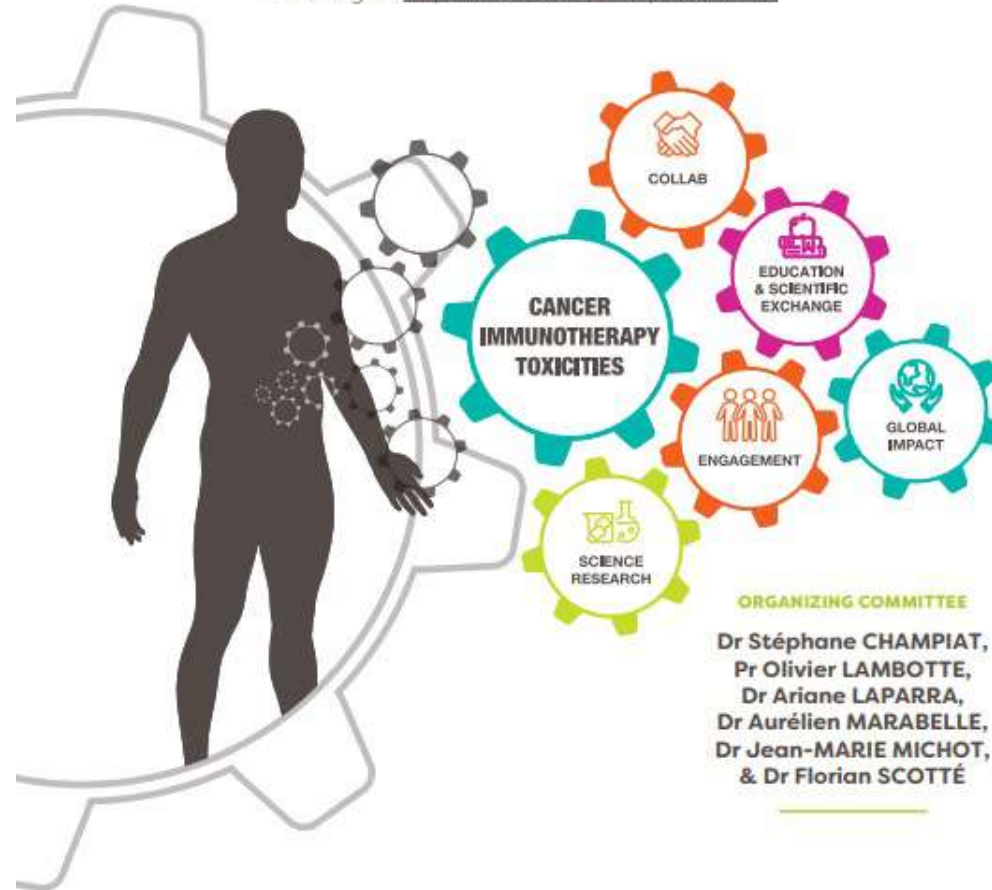 COLLAB
EDUCATION
& SCIENTIFIC
EXCHANGE
CANCER
IMMUNOTHERAPY
TOXICITIES
GLOBAL
IMPACT
ENGAGEMENT
SCIENCE
RESEARCH
ORGANIZING COMMITTEE
Dr Stéphane CHAMPIAT,
Pr Olivier LAMBOTTE,
Dr Ariane LAPARRA,
Dr Aurélien MARABELLE,
Dr Jean-MARIE MICHOT,
& Dr Florian SCOTTÉ